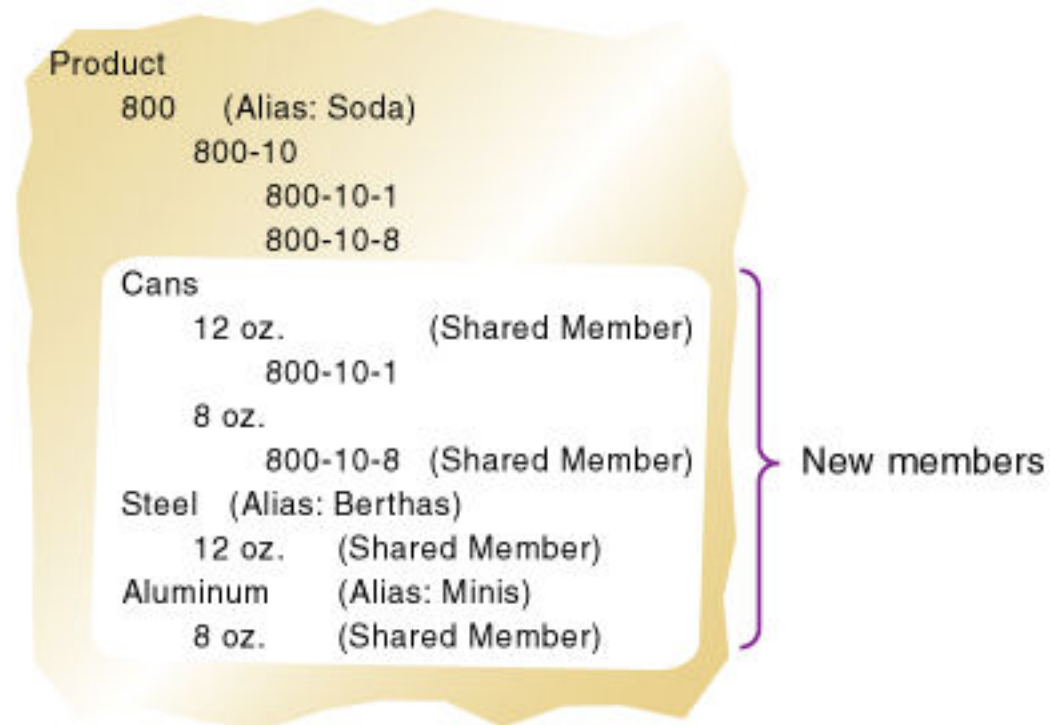 Product
800 (Alias: Soda)
800-10
800-10-1
800-10-8
Cans
12 oz. (Shared Member)
800-10-1
8 oz.
800-10-8 (Shared Member)
Steel (Alias: Berthas)
12 oz. (Shared Member)
Aluminum (Alias: Minis)
8 oz. (Shared Member)
New members